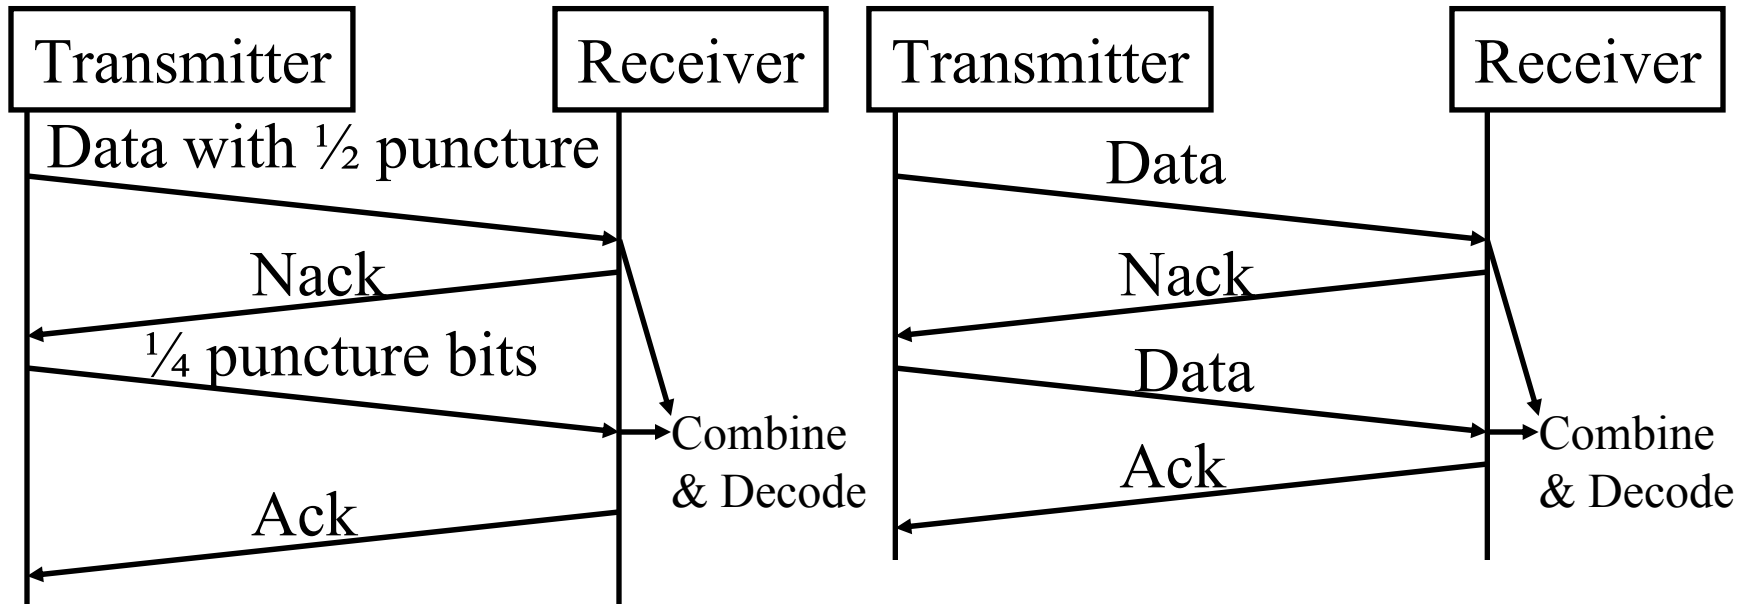 Transmitter
Receiver
Data with ½ puncture
Nack
¼ puncture bits
Combine
& Decode
Ack
Transmitter
Receiver
Data
Nack
Data
Combine
& Decode
Ack